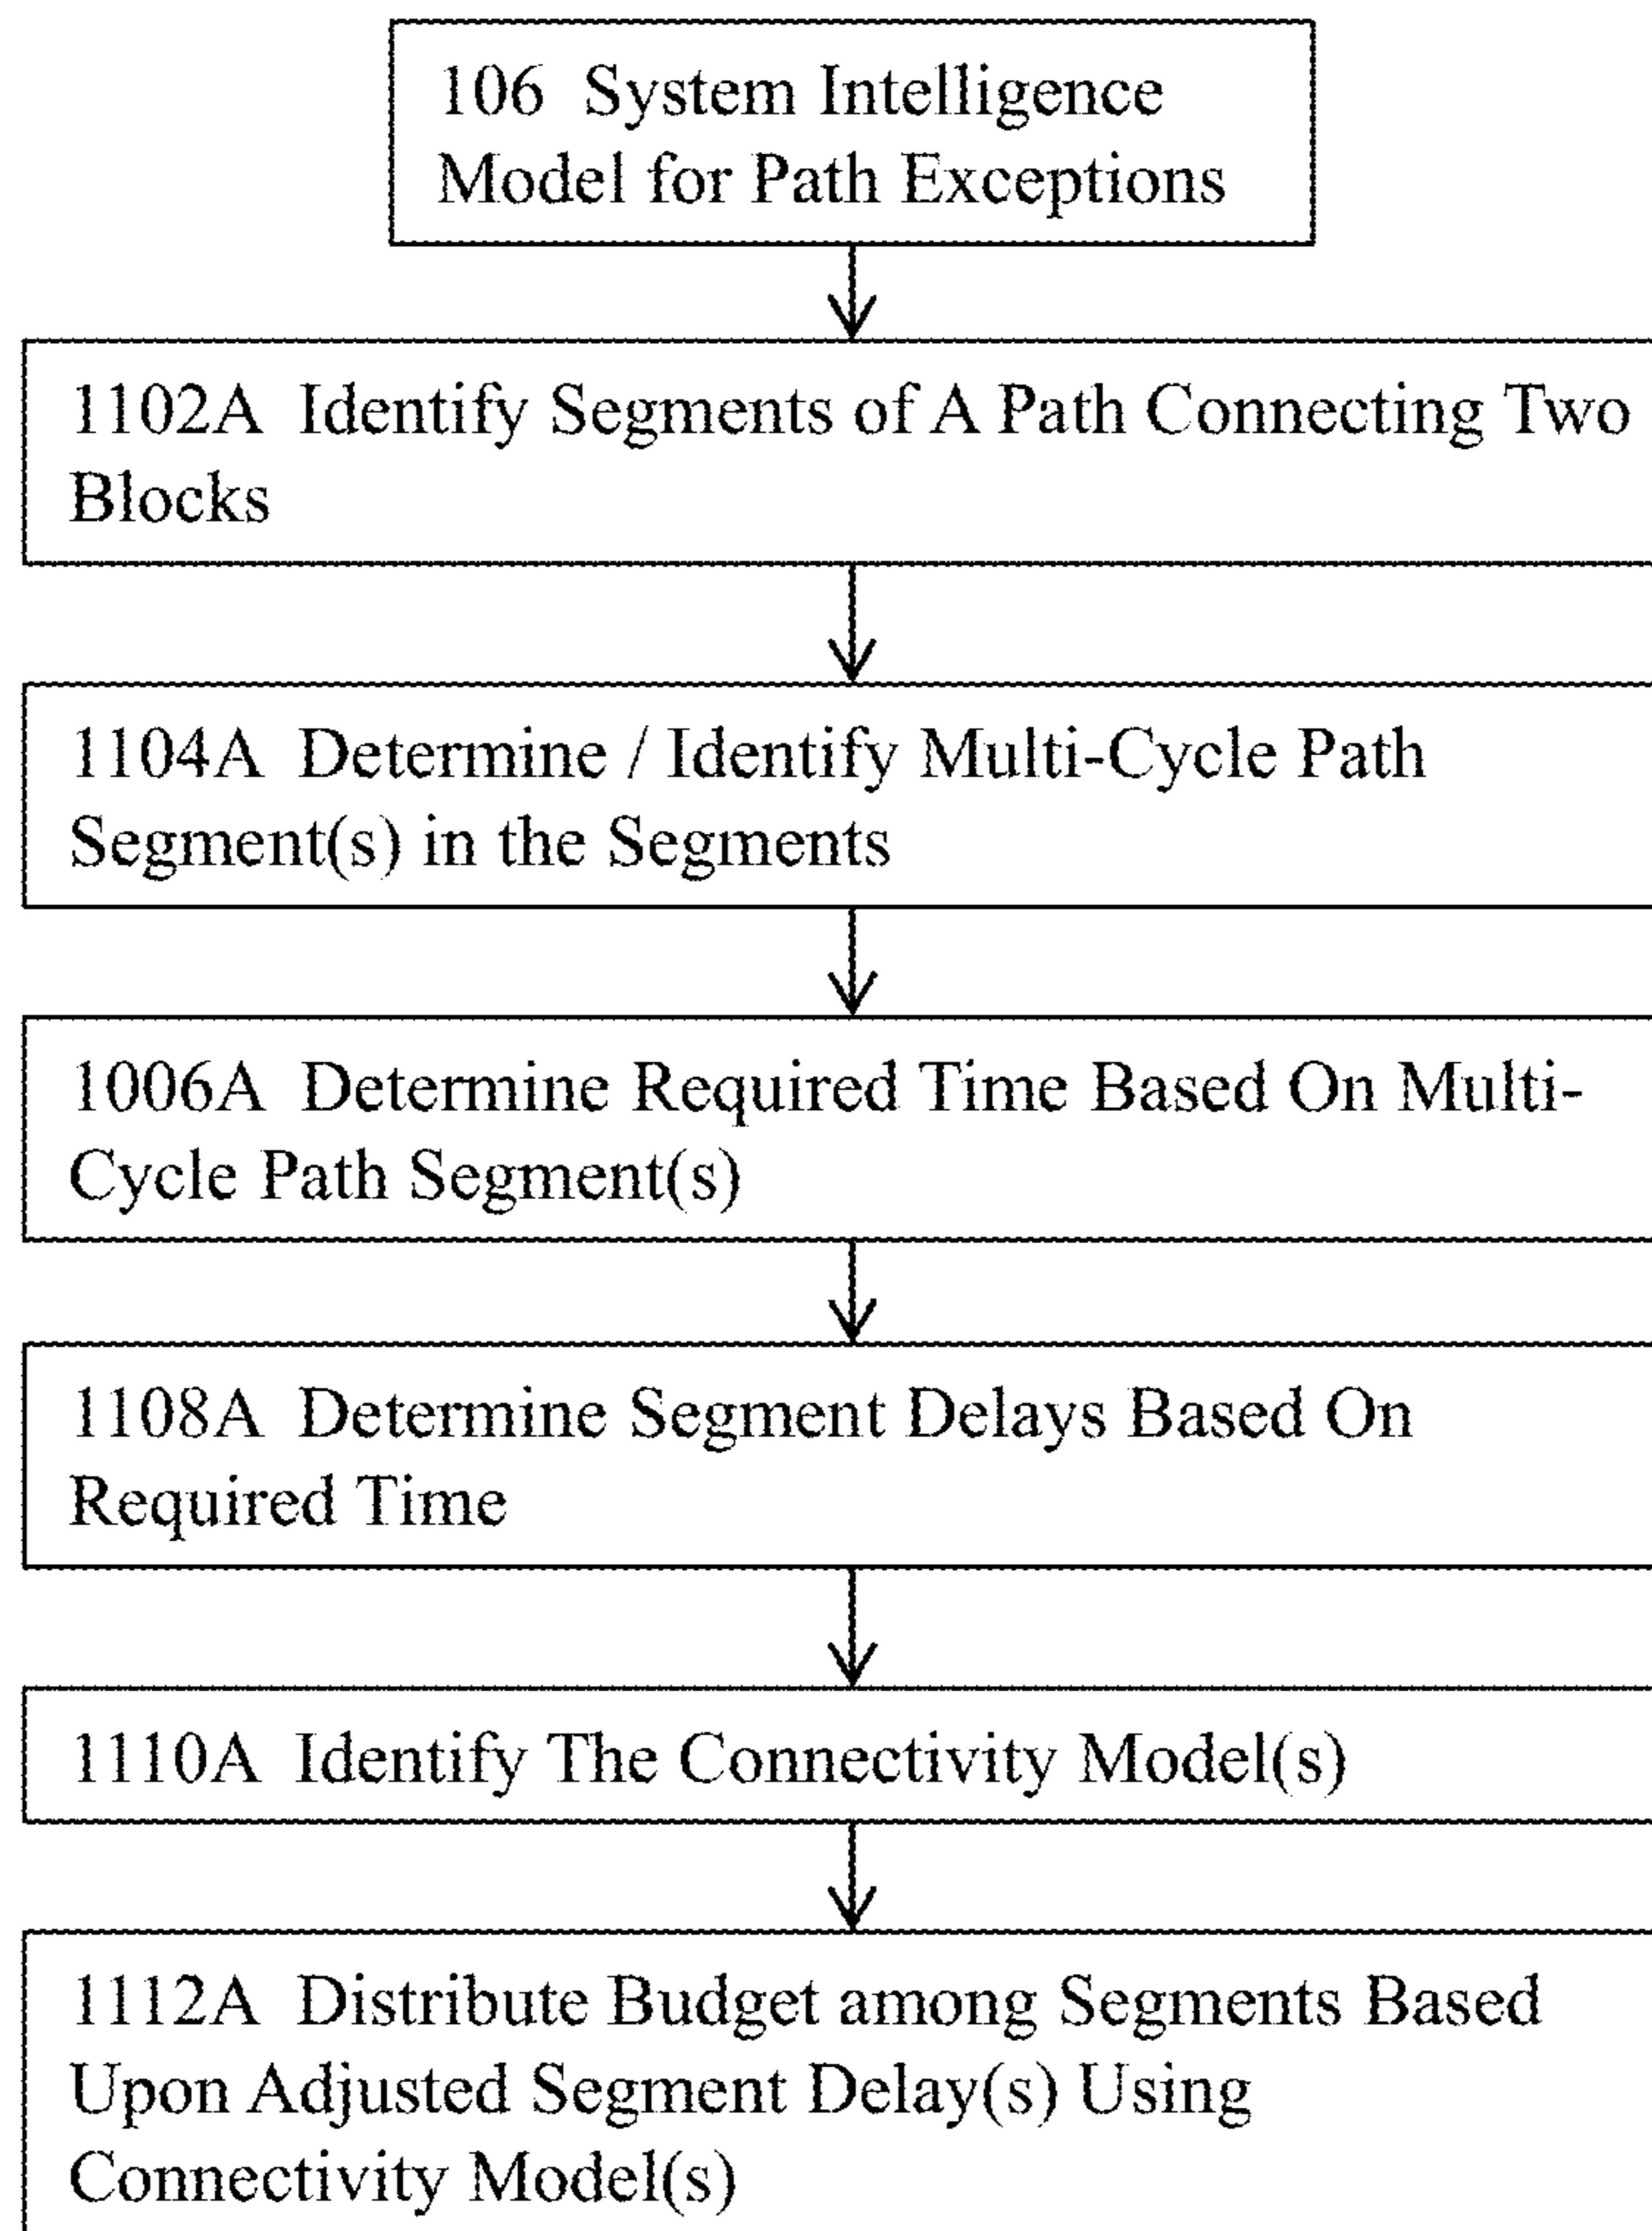 106 System Intelligence
Model for Path Exceptions
1102A Identify Segments of A Path Connecting Two
Blocks
1104A Determine / Identify Multi-Cycle Path
Segment(s) in the Segments
1006A Determine Required Time Based On Multi-
Cycle Path Segment(s)
1108A Determine Segment Delays Based On
Required Time
1110A Identify The Connectivity Model(s)
1112A Distribute Budget among Segments Based
Upon Adjusted Segment Delay(s) Using
Connectivity Model(s)